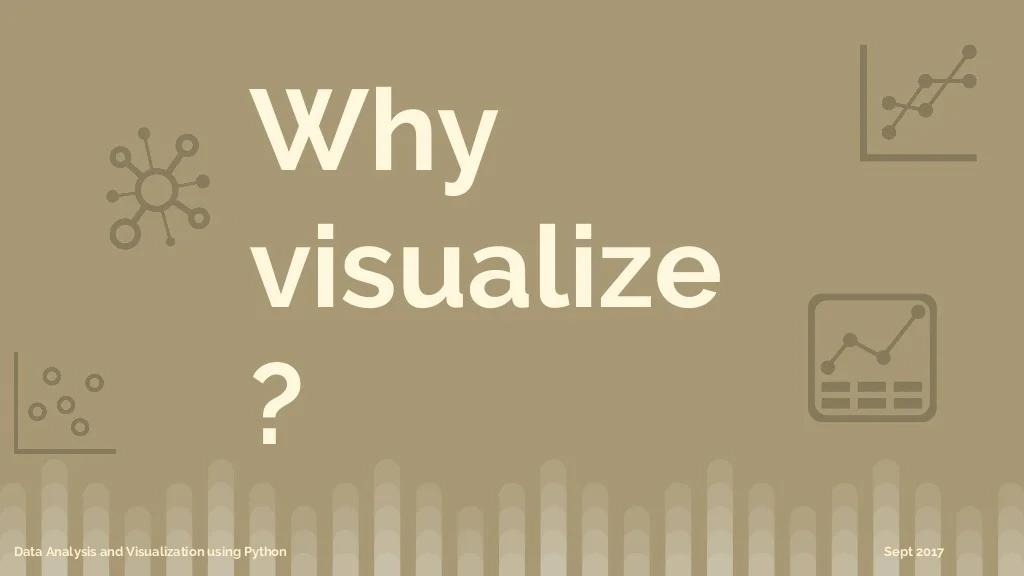 Why
visualize
?
Data Analysis and Visualization using Python
Sept 2017